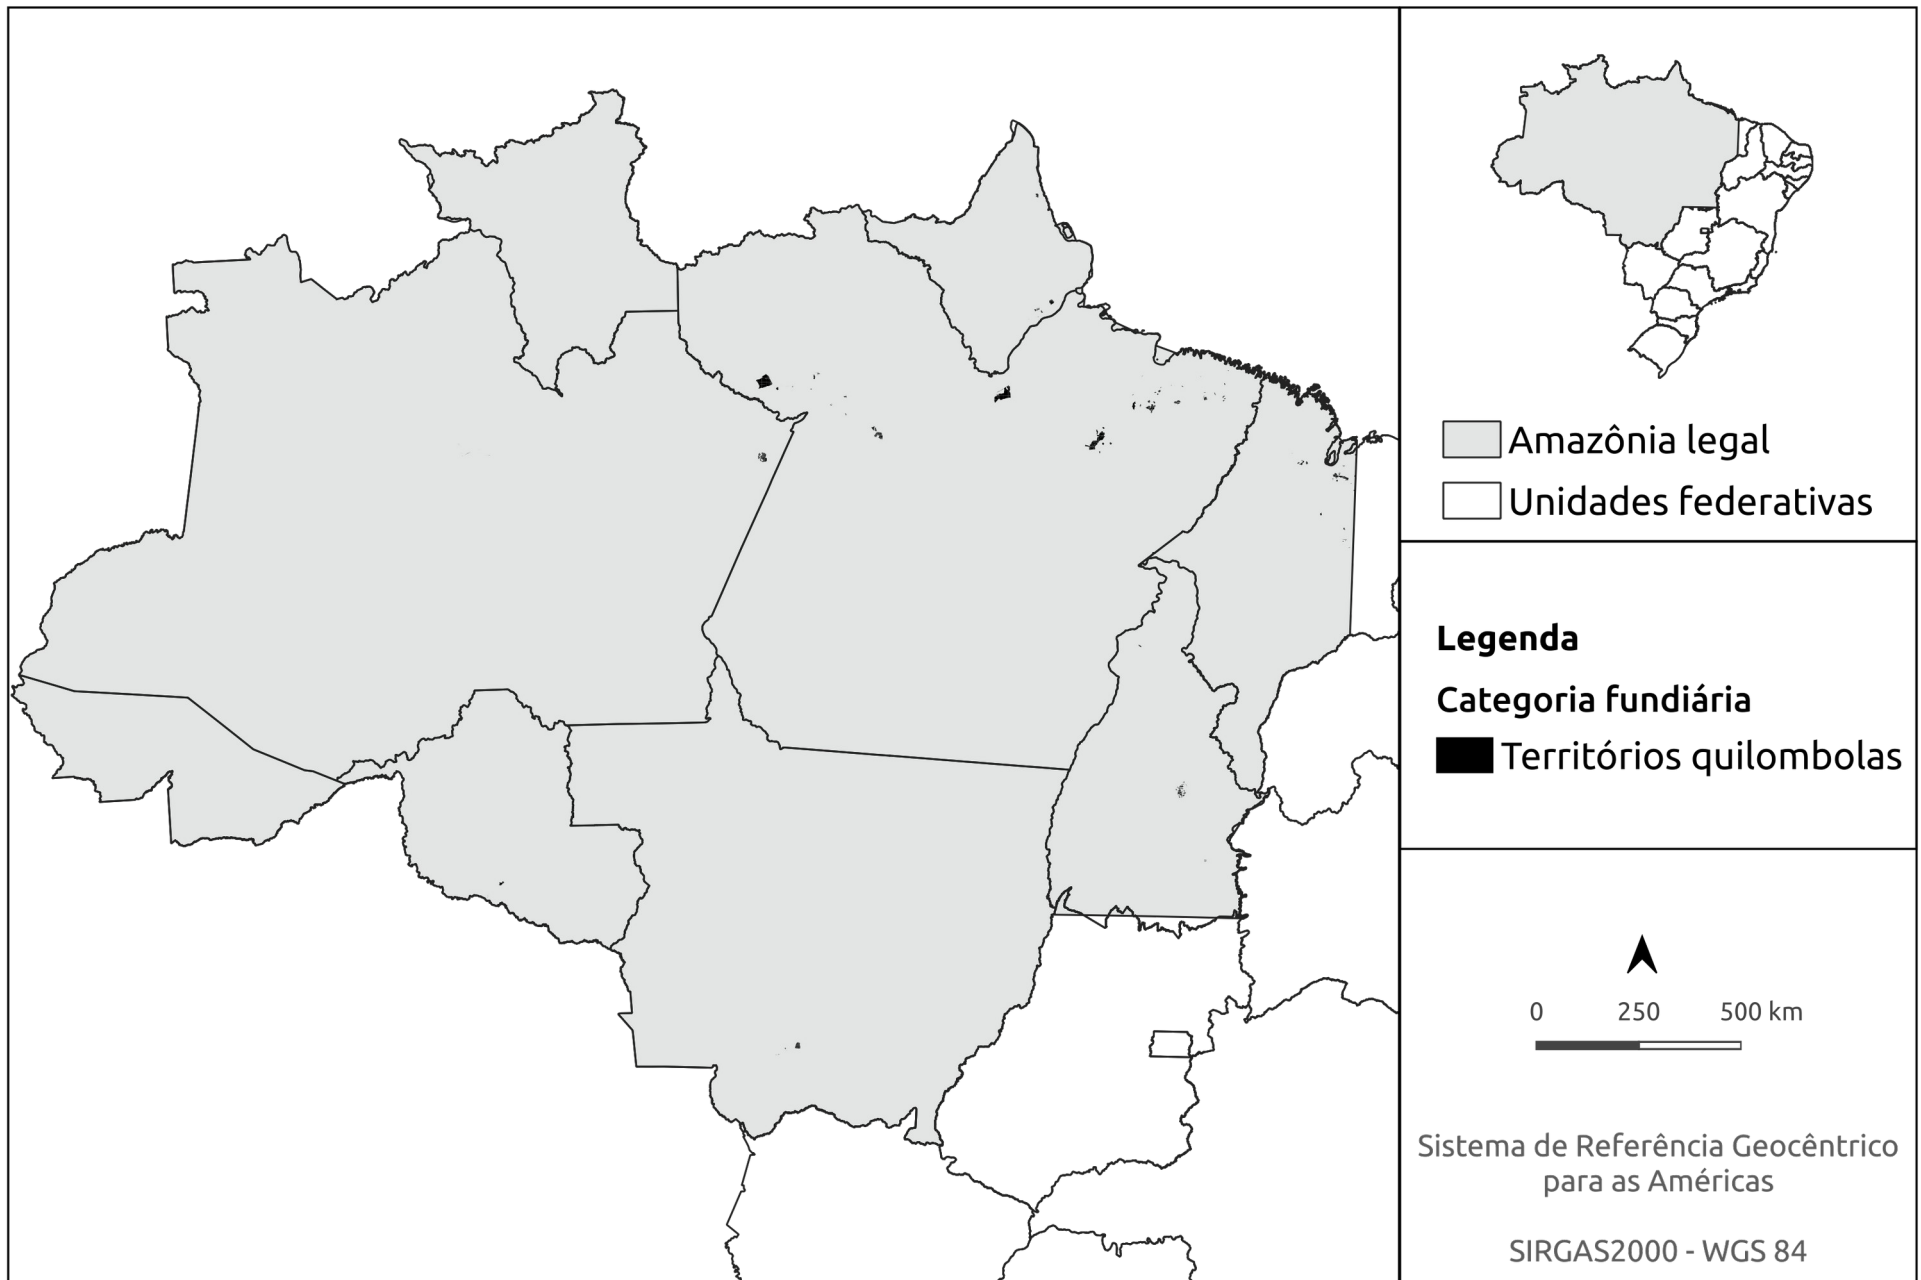 Amazônia legal
Unidades federativas
Legenda
Categoria fundiária
Territórios quilombolas
0 250 500 km
Sistema de Referência Geocêntrico
para as Américas
SIRGAS2000 - WGS 84